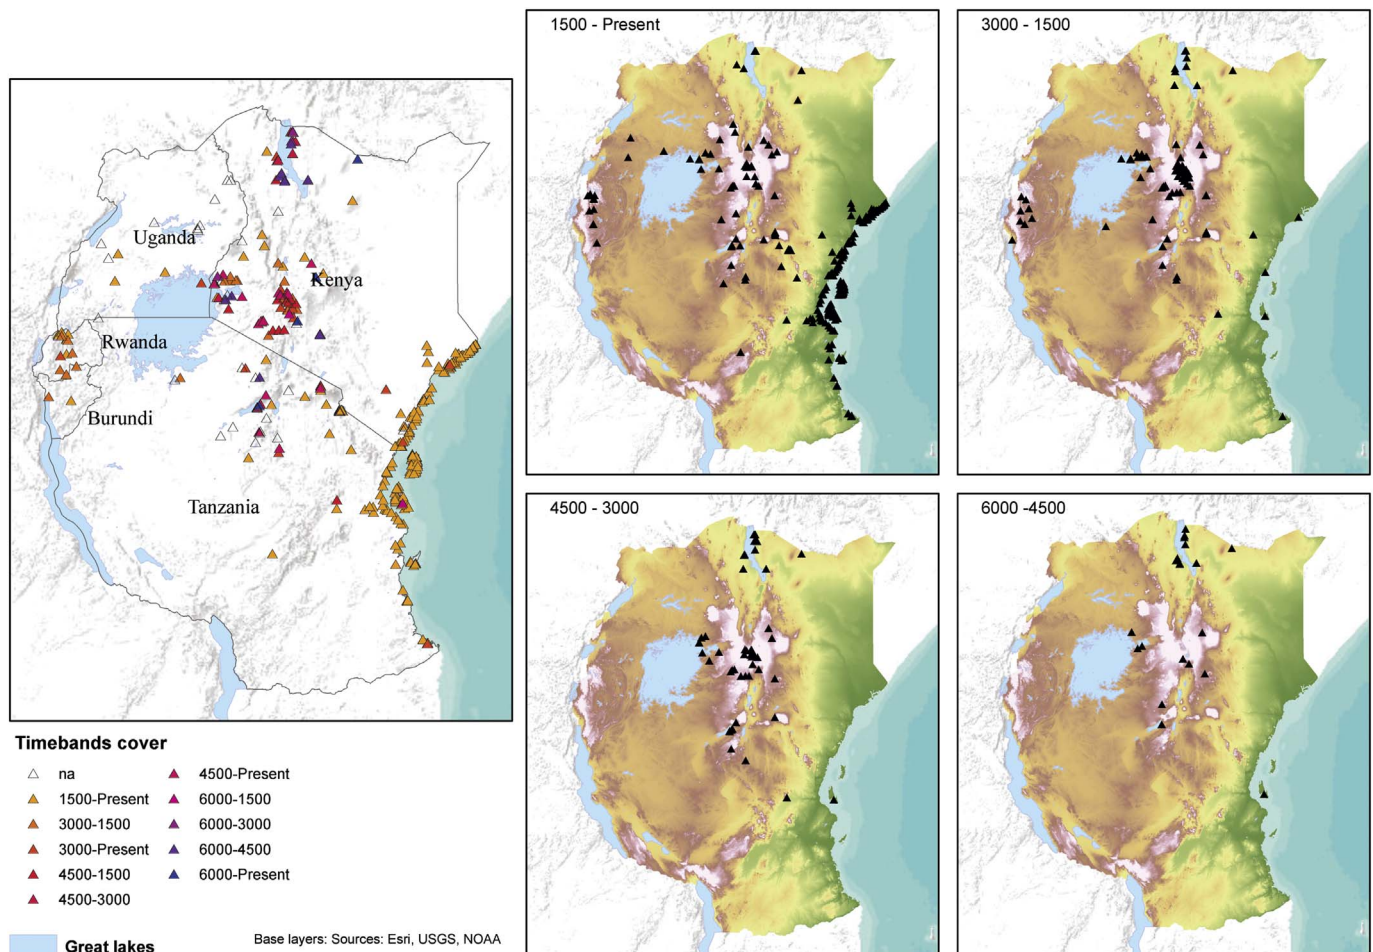 1500 - Present
3000 - 1500
Uganda
Kenya
Rwanda
Burundi
Tanzania
4500 - 3000
6000 -4500
Timebands cover
na
1500-Present
3000-1500
3000-Present
4500-1500
4500-3000
4500-Present
6000-1500
6000-3000
6000-4500
6000-Present
Great lakes
Base layers: Sources: Esri, USGS, NOAA